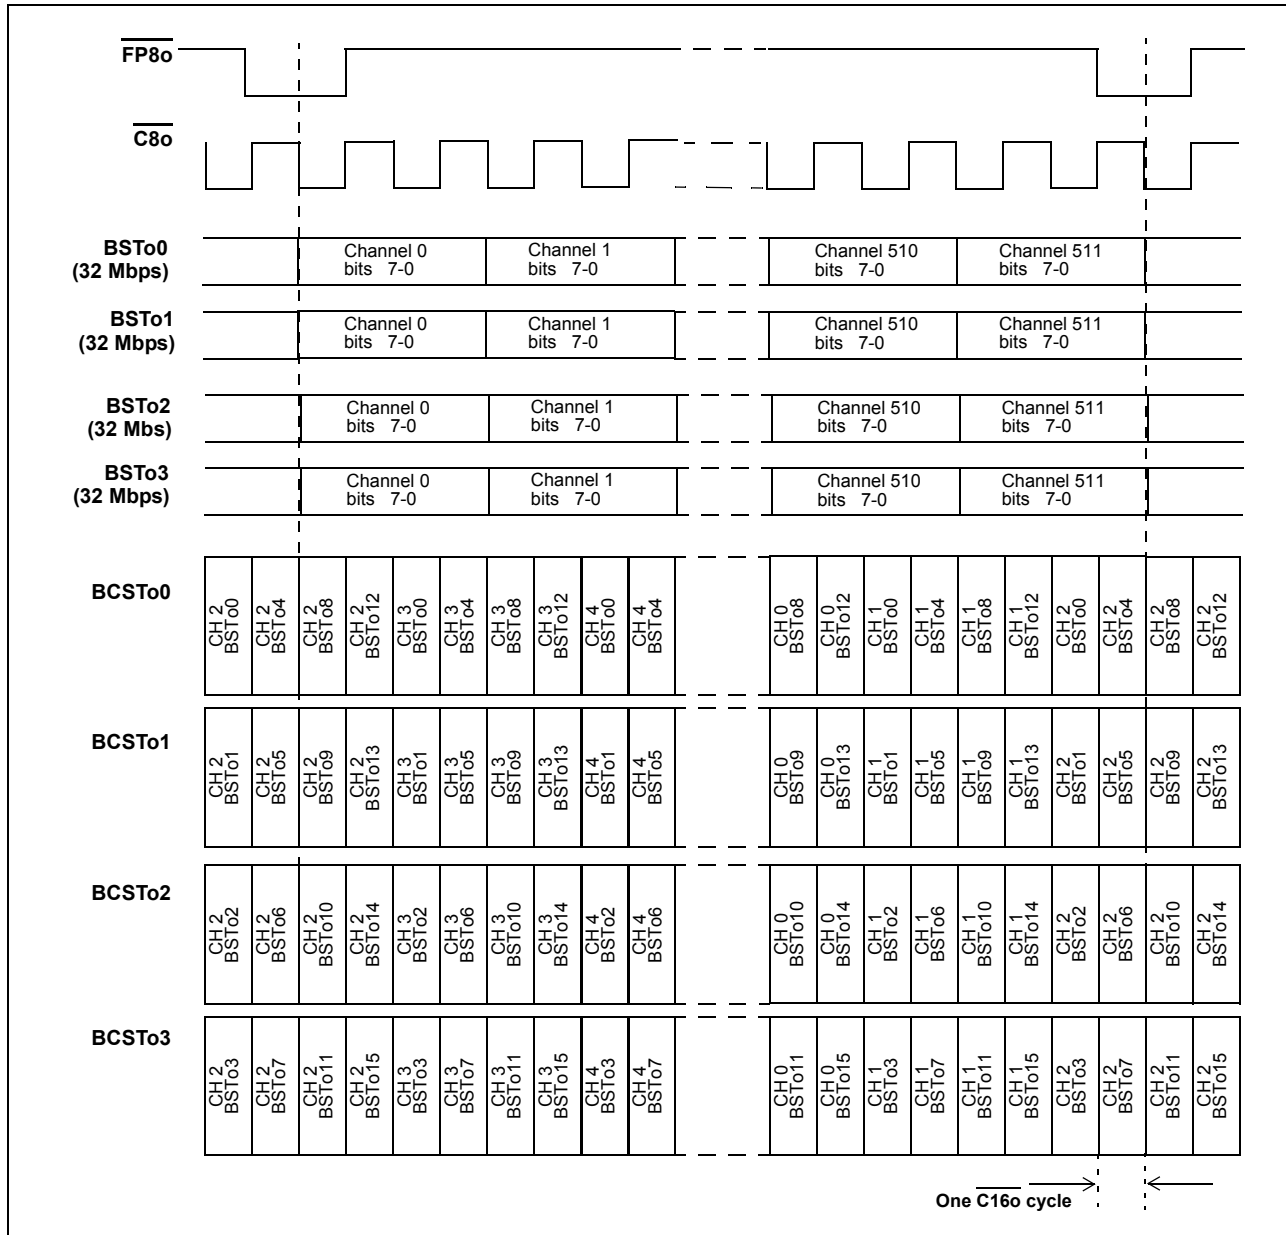 FP8o
C8o
BSTo0
(32 Mbps)
Channel 0
bits 7-0
Channel 1
bits 7-0
Channel 510
bits 7-0
Channel 511
bits 7-0
BSTo1
(32 Mbps)
Channel 0
bits 7-0
Channel 1
bits 7-0
Channel 510
bits 7-0
Channel 511
bits 7-0
BSTo2
(32 Mbs)
Channel 0
bits 7-0
Channel 1
bits 7-0
Channel 510
bits 7-0
Channel 511
bits 7-0
BSTo3
(32 Mbps)
Channel 0
bits 7-0
Channel 1
bits 7-0
Channel 510
bits 7-0
Channel 511
bits 7-0
BCSTo0
CH 2
BSTo0
CH 2
BSTo4
CH 2
BSTo8
CH 2
BSTo12
CH 3
BSTo0
CH 3
BSTo4
CH 3
BSTo8
CH 3
BSTo12
CH 4
BSTo0
CH 4
BSTo4
CH 0
BSTo8
CH 0
BSTo12
CH 1
BSTo0
CH 1
BSTo4
CH 1
BSTo8
CH 1
BSTo12
CH 2
BSTo0
CH 2
BSTo4
CH 2
BSTo8
CH 2
BSTo12
BCSTo1
CH 2
BSTo1
CH 2
BSTo5
CH 2
BSTo9
CH 2
BSTo13
CH 3
BSTo1
CH 3
BSTo5
CH 3
BSTo9
CH 3
BSTo13
CH 4
BSTo1
CH 4
BSTo5
CH 0
BSTo9
CH 0
BSTo13
CH 1
BSTo1
CH 1
BSTo5
CH 1
BSTo9
CH 1
BSTo13
CH 2
BSTo1
CH 2
BSTo5
CH 2
BSTo9
CH 2
BSTo13
BCSTo2
CH 2
BSTo2
CH 2
BSTo6
CH 2
BSTo10
CH 2
BSTo14
CH 3
BSTo2
CH 3
BSTo6
CH 3
BSTo10
CH 3
BSTo14
CH 4
BSTo2
CH 4
BSTo6
CH 0
BSTo10
CH 0
BSTo14
CH 1
BSTo2
CH 1
BSTo6
CH 1
BSTo10
CH 1
BSTo14
CH 2
BSTo2
CH 2
BSTo6
CH 2
BSTo10
CH 2
BSTo14
BCSTo3
CH 2
BSTo3
CH 2
BSTo7
CH 2
BSTo11
CH 2
BSTo15
CH 3
BSTo3
CH 3
BSTo7
CH 3
BSTo11
CH 3
BSTo15
CH 4
BSTo3
CH 4
BSTo7
CH 0
BSTo11
CH 0
BSTo15
CH 1
BSTo3
CH 1
BSTo7
CH 1
BSTo11
CH 1
BSTo15
CH 2
BSTo3
CH 2
BSTo7
CH 2
BSTo11
CH 2
BSTo15
One C16o cycle